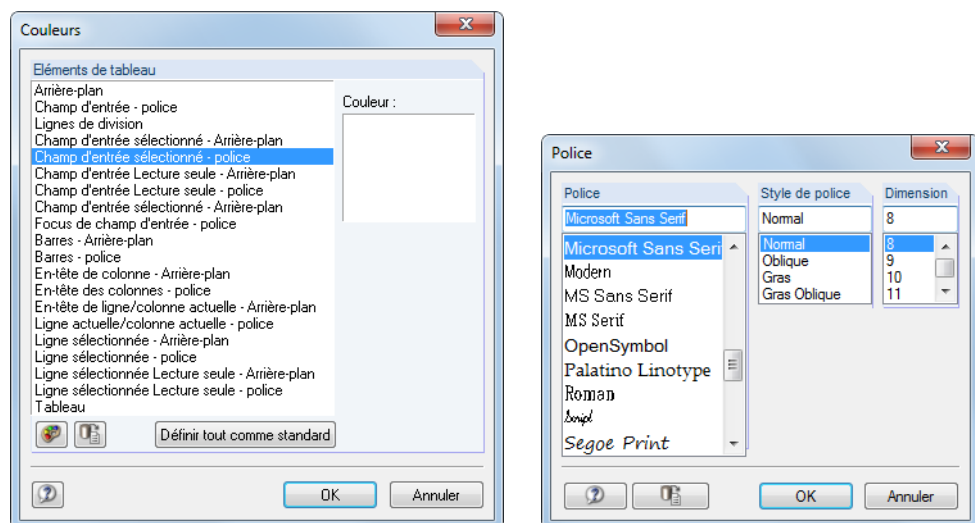 Couleurs
Eléments de tableau
Arrière-plan
Champ d'entrée - police
Lignes de division
Champ d'entrée sélectionné - Arrière-plan
Champ d'entrée sélectionné - police
Champ d'entrée Lecture seule - Arrière-plan
Champ d'entrée Lecture seule - police
Champ d'entrée sélectionné - Arrière-plan
Focus de champ d'entrée - police
Barres - Arrière-plan
Barres - police
En-tête de colonne - Arrière-plan
En-tête des colonnes - police
En-tête de ligne/colonne actuelle - Arrière-plan
Ligne actuelle/colonne actuelle - police
Ligne sélectionnée - Arrière-plan
Ligne sélectionnée - police
Ligne sélectionnée Lecture seule - Arrière-plan
Ligne sélectionnée Lecture seule - police
Tableau
Couleur :
Définir tout comme standard
OK
Annuler
Police
Police
Microsoft Sans Serif
Microsoft Sans Serif
Modern
MS Sans Serif
MS Serif
OpenSymbol
Palatino Linotype
Roman
Script
Segoe Print
Style de police
Normal
Normal
Oblique
Gras
Gras Oblique
Dimension
8
8
9
10
11
OK
Annuler